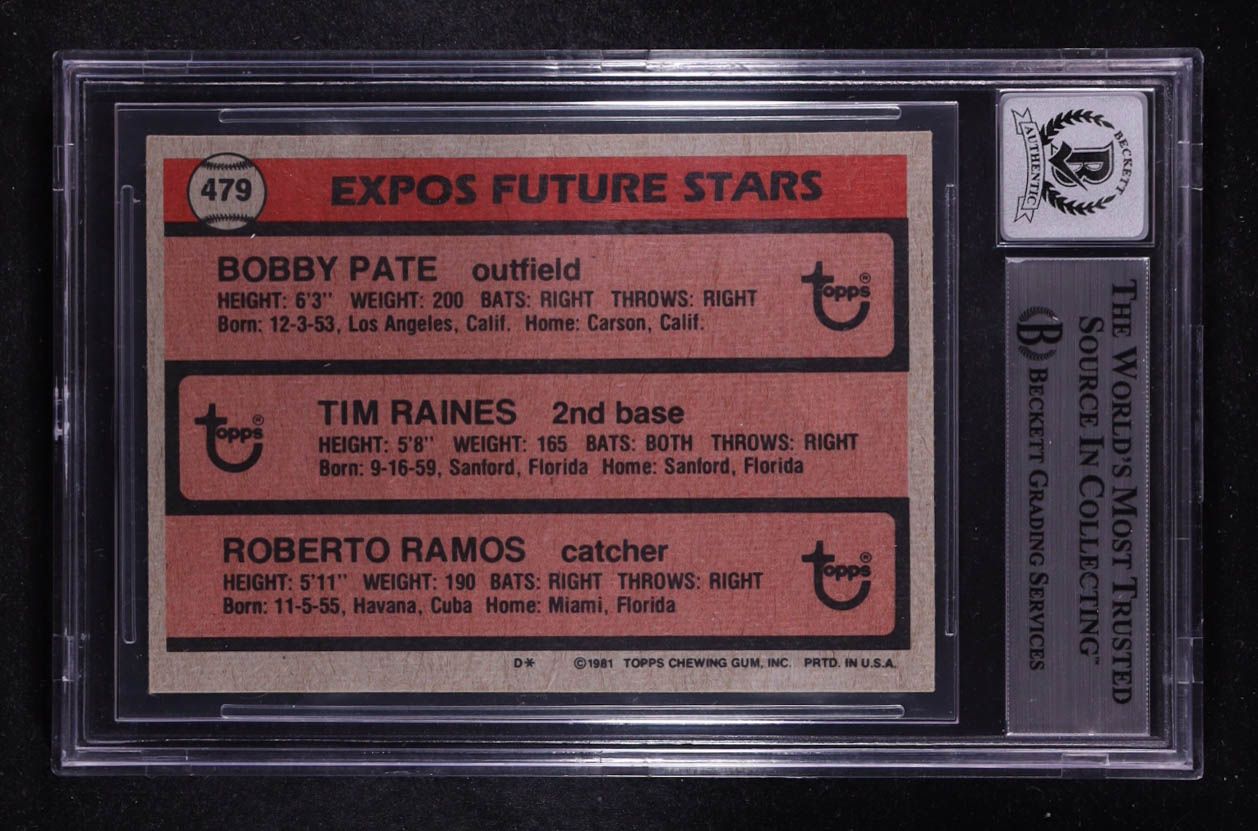 479
EXPOS FUTURE STARS
BOBBY PATE outfield
HEIGHT: 6'3" WEIGHT: 200 BATS: RIGHT THROWS: RIGHT
Born: 12-3-53, Los Angeles, Calif. Home: Carson, Calif.
Topps®
Topps®
TIM RAINES 2nd base
HEIGHT: 5'8" WEIGHT: 165 BATS: BOTH THROWS: RIGHT
Born: 9-16-59, Sanford, Florida Home: Sanford, Florida
ROBERTO RAMOS catcher
HEIGHT: 5'11" WEIGHT: 190 BATS: RIGHT THROWS: RIGHT
Born: 11-5-55, Havana, Cuba Home: Miami, Florida
Topps®
D* ©1981 TOPPS CHEWING GUM, INC. PRTD. IN U.S.A.
BECKETT
B
AUTHENTIC
THE WORLD'S MOST TRUSTED
SOURCE IN COLLECTING™
B BECKETT GRADING SERVICES